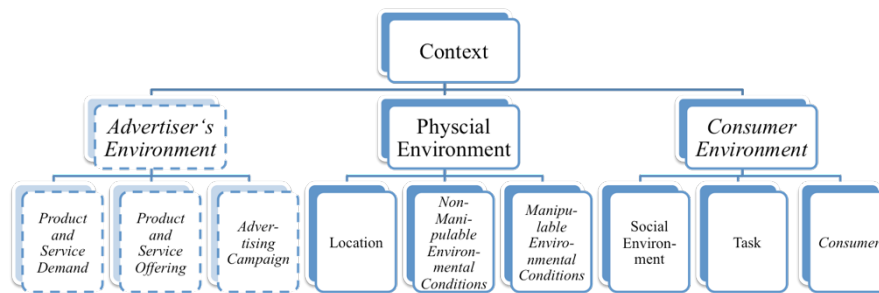 Context
Advertiser‘s
Environment
Physcial
Environment
Consumer
Environment
Product
and
Service
Demand
Product
and
Service
Offering
Adver-
tising
Campaign
Location
Non-
Mani-
pulable
Environ-
mental
Conditions
Manipu-
lable
Enviro-
nmental
Conditions
Social
Environ-
ment
Task
Consumer